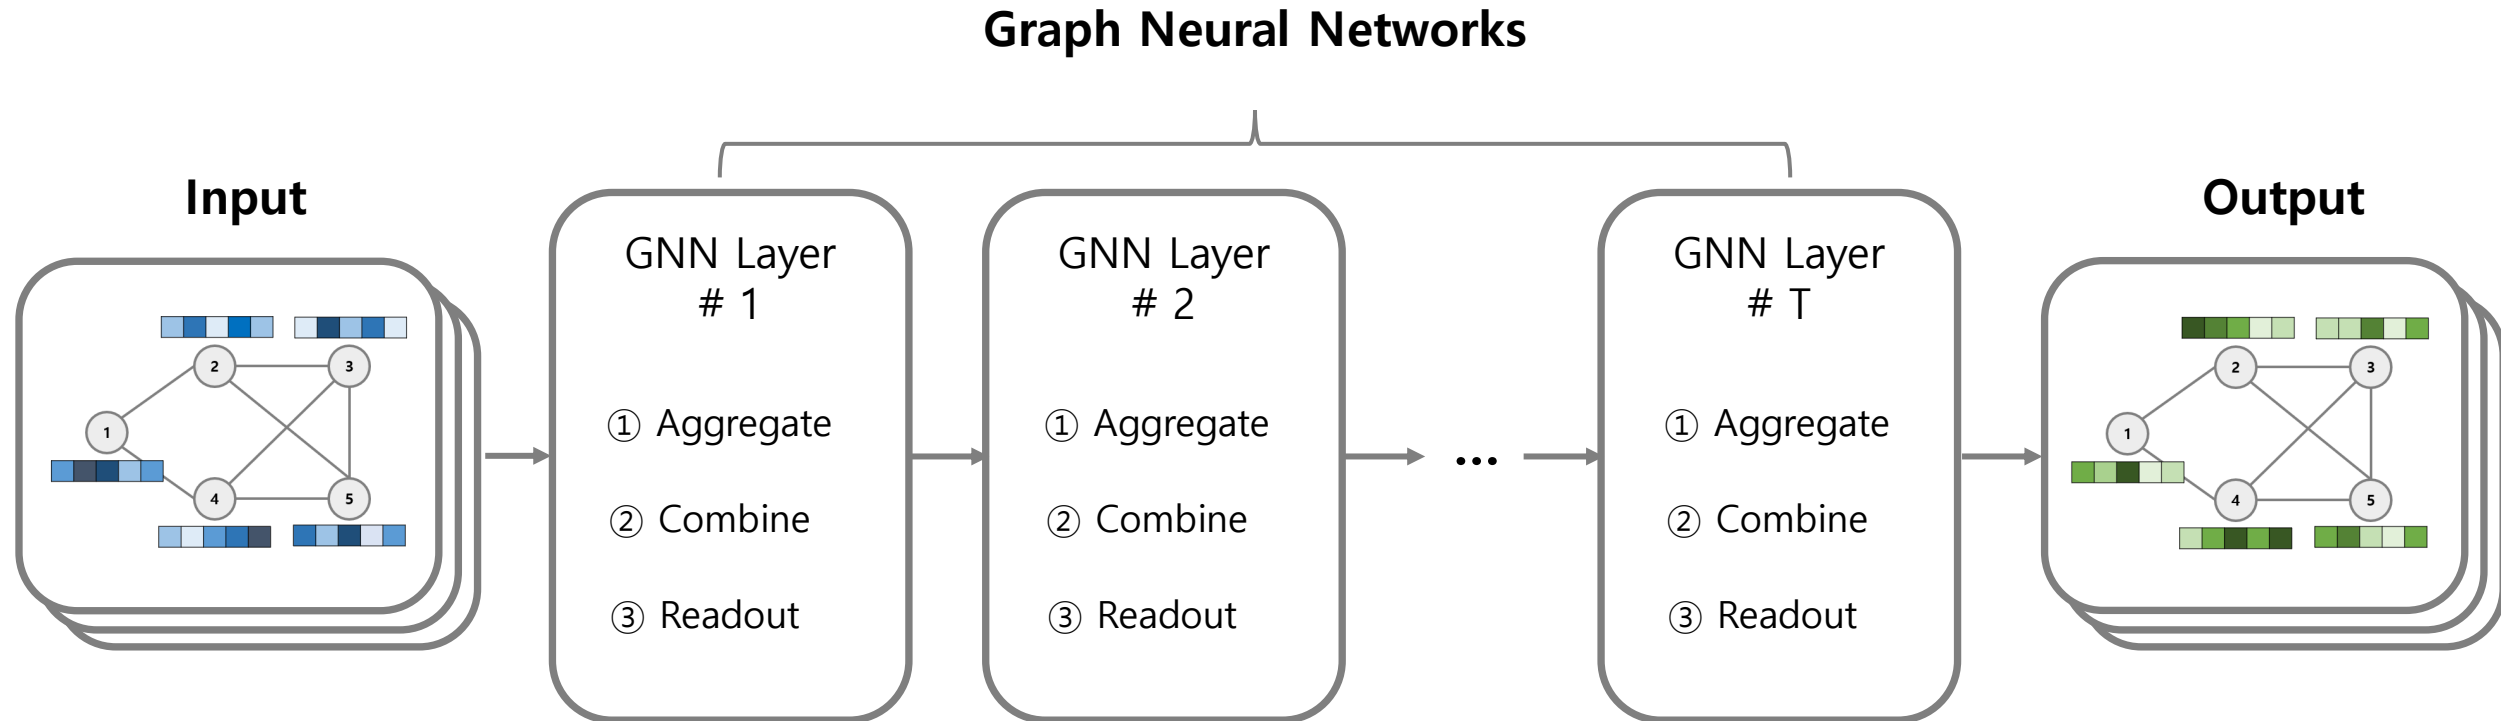 Graph Neural Networks
Input
2
3
1
4
5
GNN Layer
# 1
① Aggregate
② Combine
③ Readout
GNN Layer
# 2
① Aggregate
② Combine
③ Readout
...
GNN Layer
# T
① Aggregate
② Combine
③ Readout
Output
2
3
1
4
5